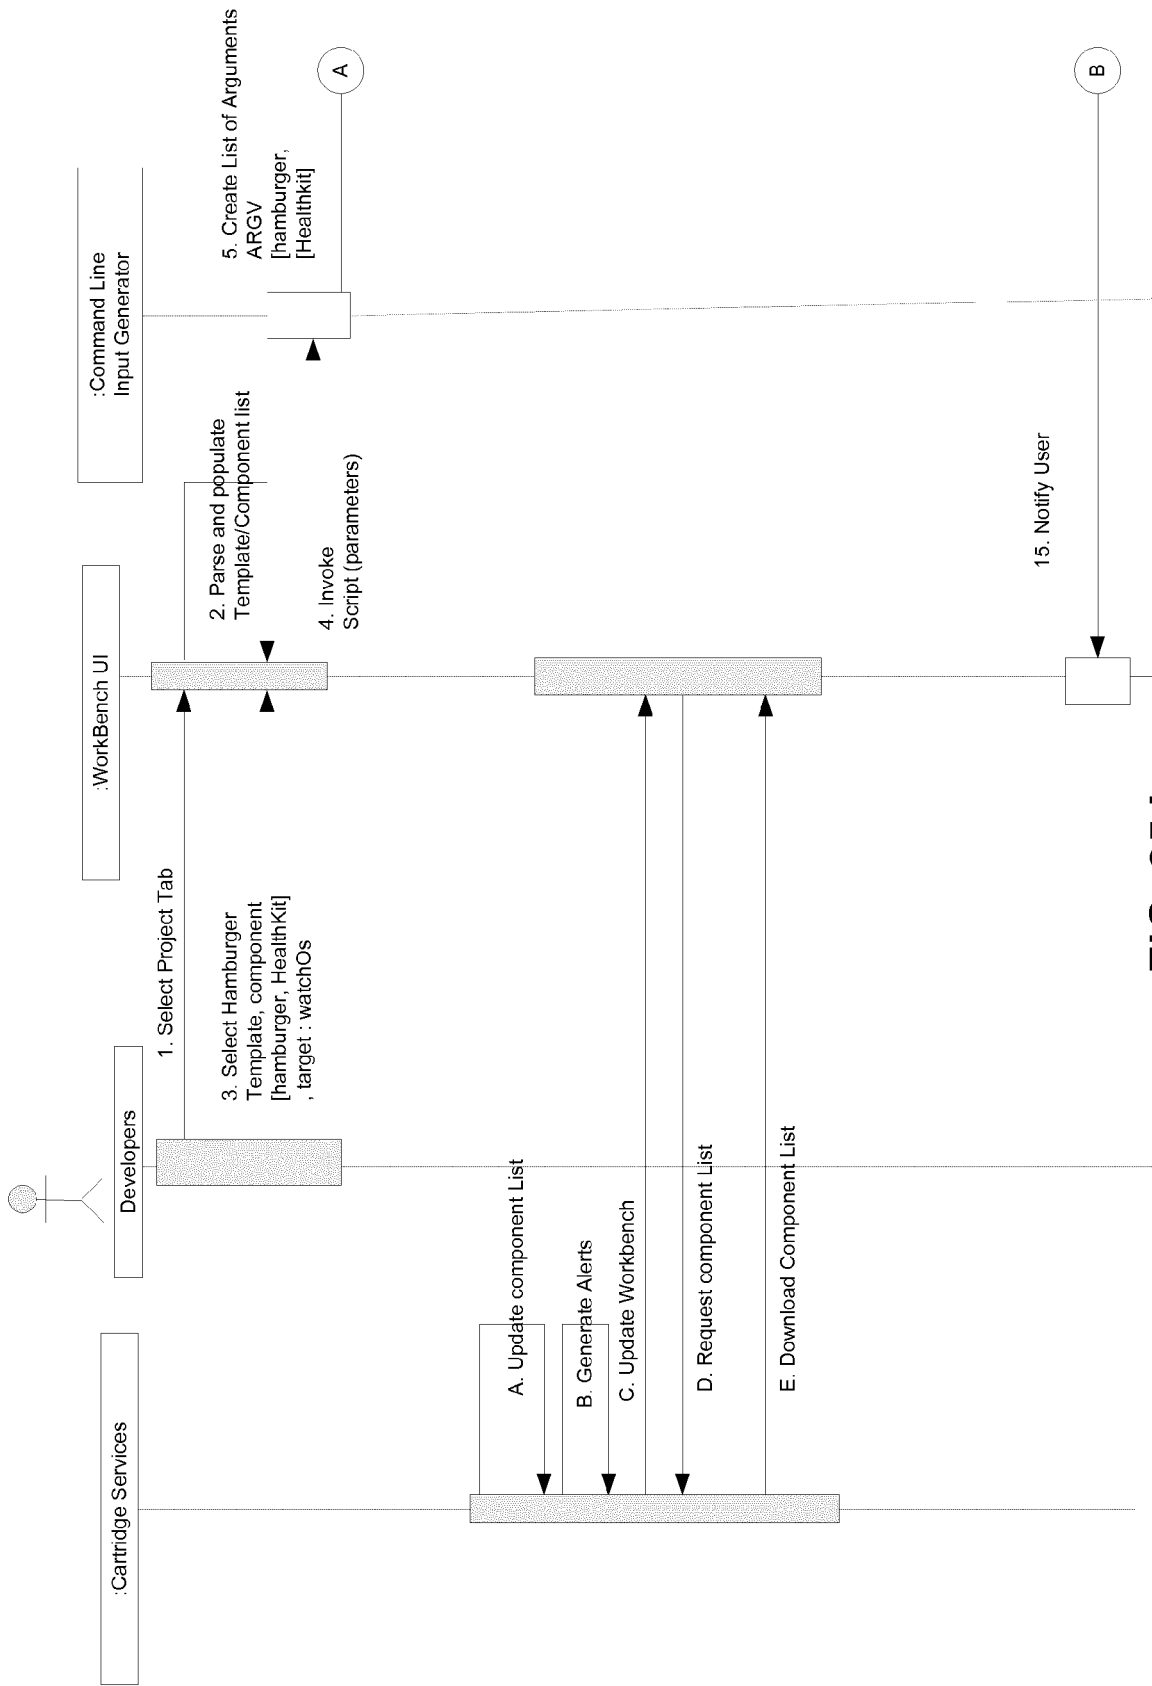 :Cartridge Services
Developers
:WorkBench UI
:Command Line
Input Generator
1. Select Project Tab
2. Parse and populate
Template/Component list
3. Select Hamburger
Template, component
[hamburger, HealthKit]
, target : watchOs
4. Invoke
Script (parameters)
5. Create List of Arguments
ARGV
[hamburger,
[Healthkit]
A
A. Update component List
B. Generate Alerts
C. Update Workbench
D. Request component List
E. Download Component List
15. Notify User
B